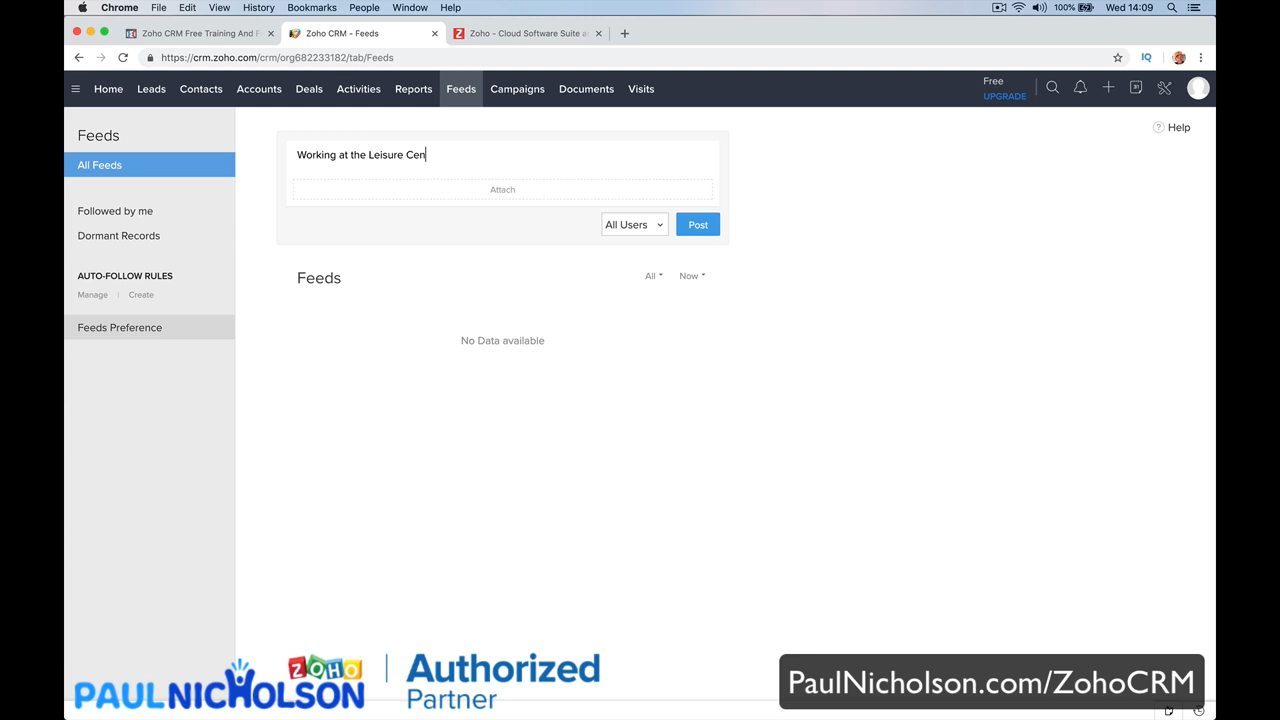 Chrome File Edit View History Bookmarks People Window Help 100% Wed 14:09
Zoho CRM Free Training And F Zoho CRM - Feeds Zoho - Cloud Software Suite a
https://crm.zoho.com/crm/org682233182/tab/Feeds IQ
Home Leads Contacts Accounts Deals Activities Reports Feeds Campaigns Documents Visits
Free
UPGRADE
31
Feeds
All Feeds
Followed by me
Dormant Records
AUTO-FOLLOW RULES
Manage | Create
Feeds Preference
Working at the Leisure Cen
Attach
All Users
Post
Feeds
All
Now
No Data available
? Help
PAULNICHOLSON
ZOHO
Authorized
Partner
PaulNicholson.com/ZohoCRM